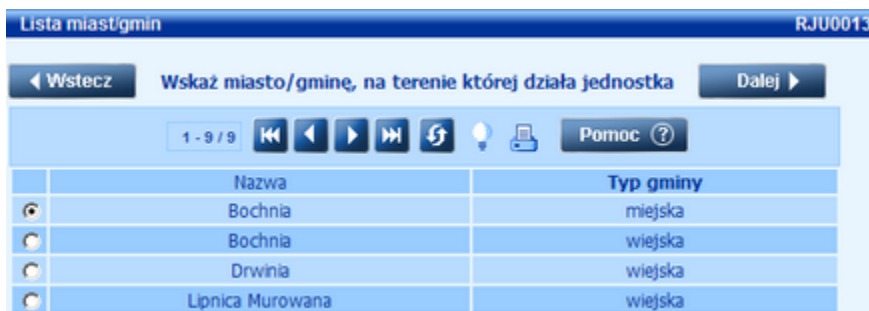 Lista miast/gmin RJU0013
Wstecz Wskaż miasto/gminę, na terenie której działa jednostka Dalej
1 - 9 / 9 Pomoc ?
Nazwa Typ gminy
Bochnia miejska
Bochnia wiejska
Drwinia wiejska
Lipnica Murowana wiejska